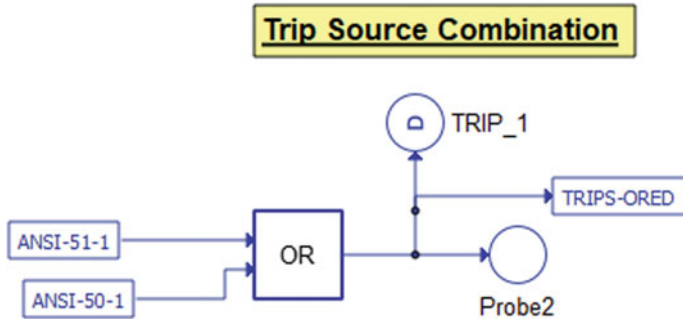 Trip Source Combination
D
TRIP_1
TRIPS-ORED
ANSI-51-1
OR
ANSI-50-1
Probe2